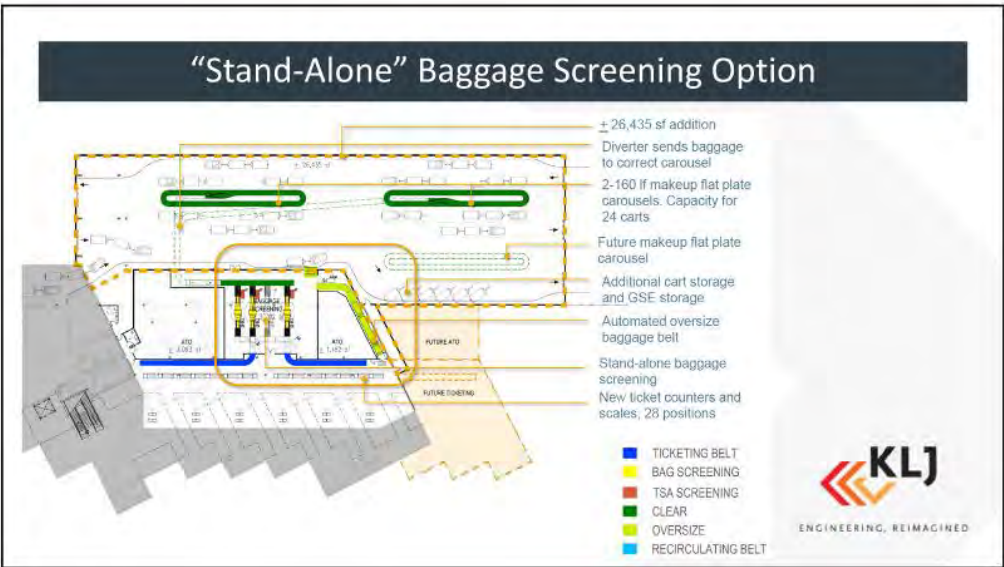 “Stand-Alone” Baggage Screening Option
± 26,435 sf addition
Diverter sends baggage
to correct carousel
2-160 lf makeup flat plate
carousels. Capacity for
24 carts
Future makeup flat plate
carousel
Additional cart storage
and GSE storage
Automated oversize
baggage belt
Stand-alone baggage
screening
New ticket counters and
scales, 28 positions
± 26,435 sf
BAGGAGE
SCREENING
ATO
ATO
FUTURE ATO
FUTURE TICKETING
TICKETING BELT
BAG SCREENING
TSA SCREENING
CLEAR
OVERSIZE
RECIRCULATING BELT
KLJ
ENGINEERING, REIMAGINED